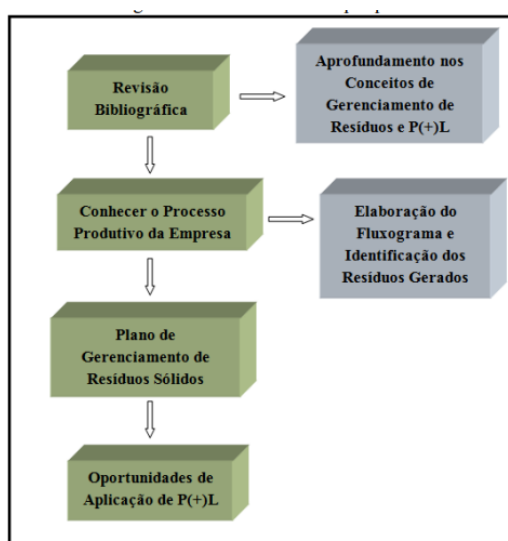 Revisão
Bibliográfica
Aprofundamento nos
Conceitos de
Gerenciamento de
Resíduos e P(+)L
Conhecer o Processo
Produtivo da Empresa
Elaboração do
Fluxograma e
Identificação dos
Resíduos Gerados
Plano de
Gerenciamento de
Resíduos Sólidos
Oportunidades de
Aplicação de P(+)L